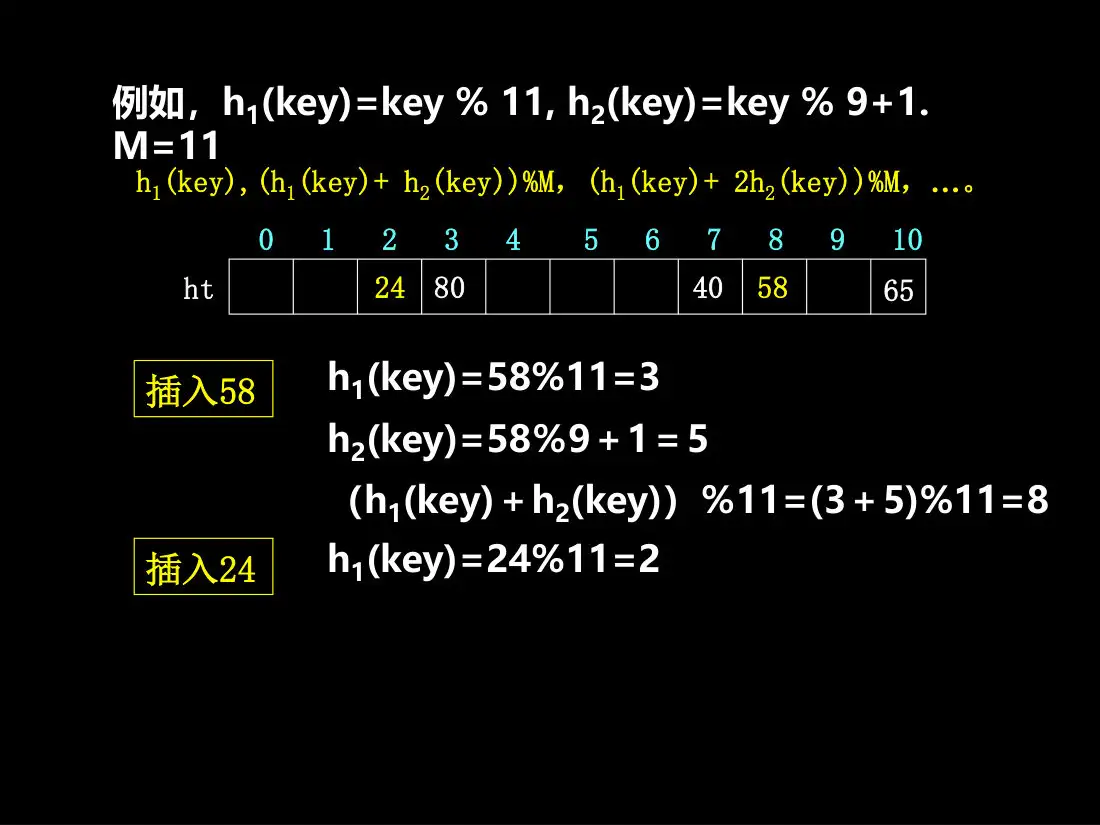 例如，h₁(key)=key % 11, h₂(key)=key % 9+1.
M=11
h₁(key),(h₁(key)+ h₂(key))%M，(h₁(key)+ 2h₂(key))%M，…。
0 1 2 3 4 5 6 7 8 9 10
ht 24 80 40 58 65
插入58 h₁(key)=58%11=3
h₂(key)=58%9＋1＝5
（h₁(key)＋h₂(key)）%11=(3＋5)%11=8
插入24 h₁(key)=24%11=2